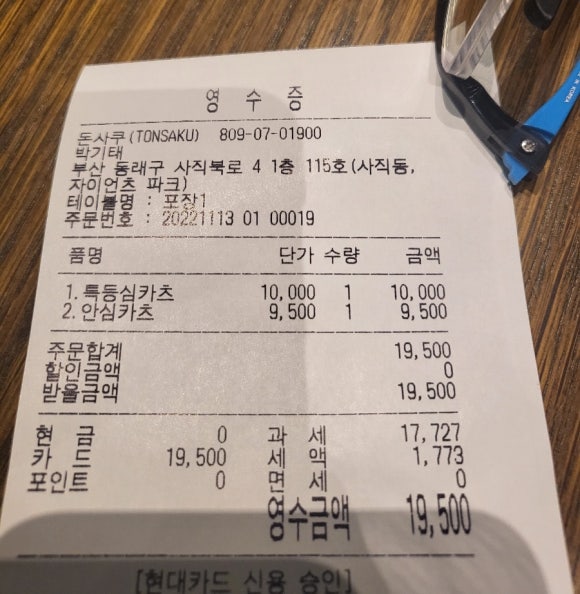 영 수 증
돈사쿠(TONSAKU) 809-07-01900
박기태
부산 동래구 사직북로 4 1층 115호(사직동,
자이언츠 파크)
테이블명 : 포장1
주문번호 : 20221113 01 00019
품명 단가 수량 금액
1. 특등심카츠 10,000 1 10,000
2. 안심카츠 9,500 1 9,500
주문합계 19,500
할인금액 0
받을금액 19,500
현 금 0 과 세 17,727
카 드 19,500 세 액 1,773
포인트 0 면 세 0
영수금액 19,500
[현대카드 신용 승인]